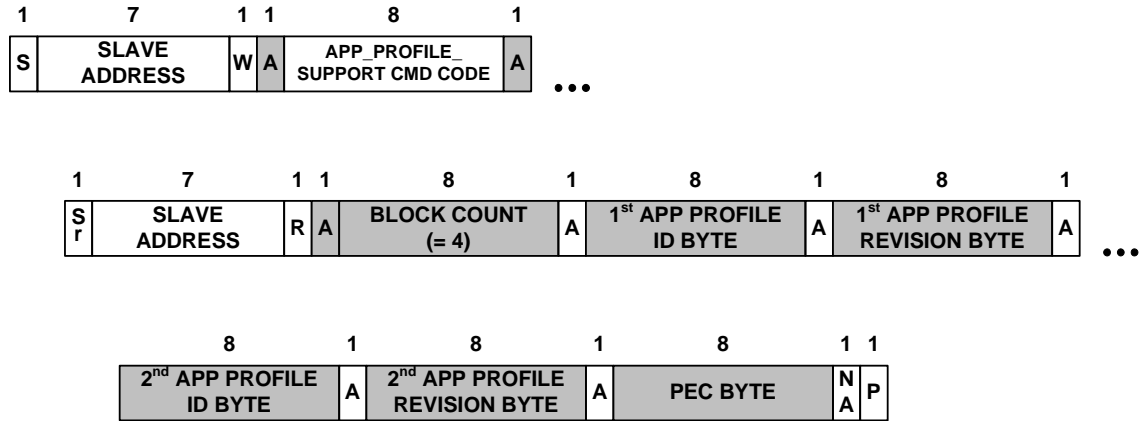 1 7 1 1 8 1
S SLAVE ADDRESS W A APP_PROFILE_ SUPPORT CMD CODE A ...
1 7 1 1 8 1 8 1 8 1
Sr SLAVE ADDRESS R A BLOCK COUNT (= 4) A 1st APP PROFILE ID BYTE A 1st APP PROFILE REVISION BYTE A ...
8 1 8 1 8 1 1
2nd APP PROFILE ID BYTE A 2nd APP PROFILE REVISION BYTE A PEC BYTE NA P